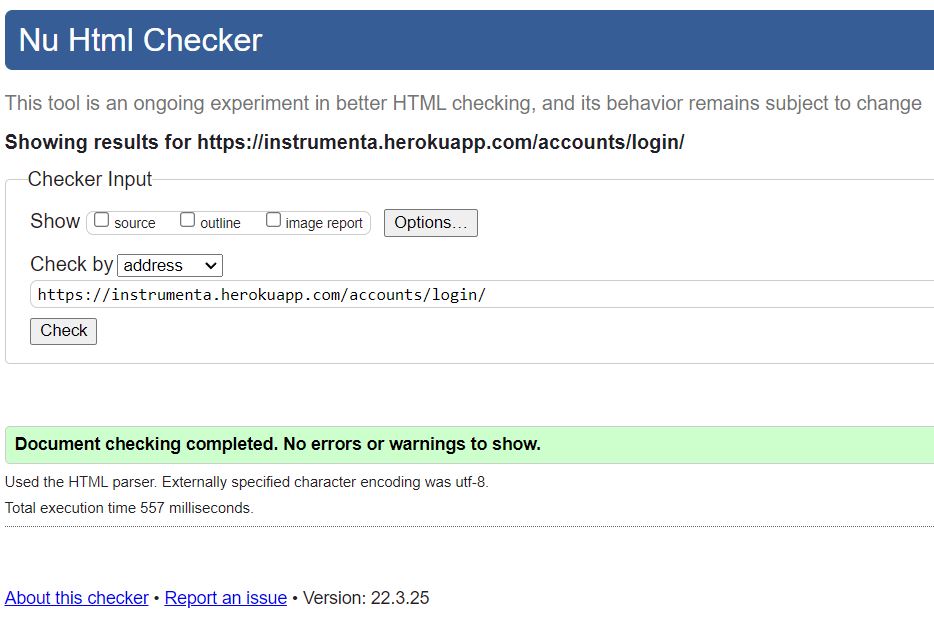 Nu Html Checker
This tool is an ongoing experiment in better HTML checking, and its behavior remains subject to change
Showing results for https://instrumenta.herokuapp.com/accounts/login/
Checker Input
Show source outline image report Options...
Check by address
https://instrumenta.herokuapp.com/accounts/login/
Check
Document checking completed. No errors or warnings to show.
Used the HTML parser. Externally specified character encoding was utf-8.
Total execution time 557 milliseconds.
About this checker • Report an issue • Version: 22.3.25